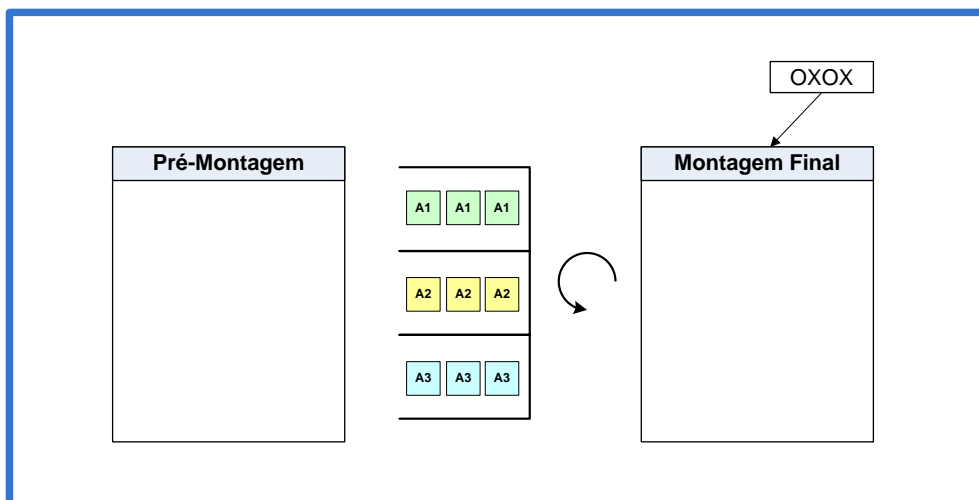 OXOX
Pré-Montagem
Montagem Final
A1 A1 A1
A2 A2 A2
A3 A3 A3